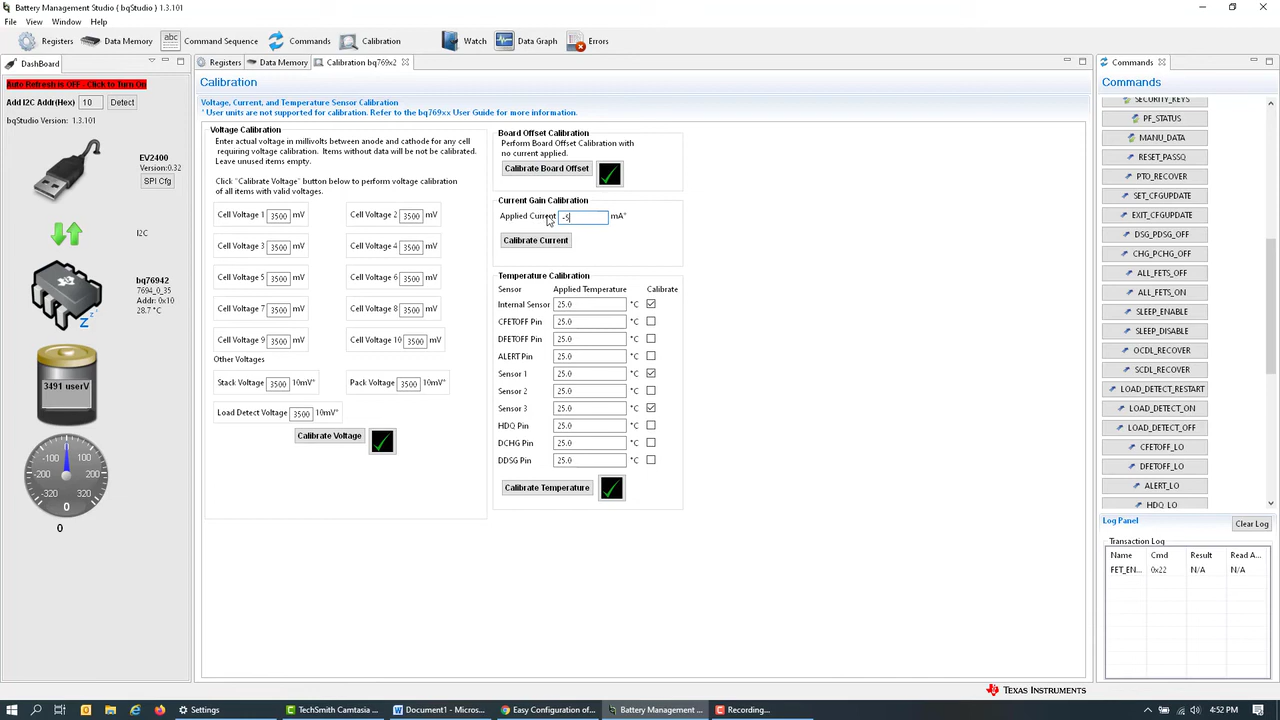 Battery Management Studio ( bqStudio ) 1.3.101
File View Window Help
Registers Data Memory abc Command Sequence Commands Calibration Watch Data Graph Errors
DashBoard
Registers Data Memory Calibration bq769x2
Commands
Auto Refresh is OFF - Click to Turn On
Add I2C Addr(Hex) 10 Detect
bqStudio Version: 1.3.101
EV2400
Version:0.32
SPI Cfg
I2C
bq76942
7694_0_35
Addr: 0x10
28.7 °C
z z
3491 userV
-100 100
-200 200
320 320
0
0
Calibration
Voltage, Current, and Temperature Sensor Calibration
* User units are not supported for calibration. Refer to the bq769xx User Guide for more information.
Voltage Calibration
Enter actual voltage in millivolts between anode and cathode for any cell
requiring voltage calibration. Items without data will not be calibrated.
Leave unused items empty.
Click "Calibrate Voltage" button below to perform voltage calibration
of all items with valid voltages.
Cell Voltage 1 3500 mV Cell Voltage 2 3500 mV
Cell Voltage 3 3500 mV Cell Voltage 4 3500 mV
Cell Voltage 5 3500 mV Cell Voltage 6 3500 mV
Cell Voltage 7 3500 mV Cell Voltage 8 3500 mV
Cell Voltage 9 3500 mV Cell Voltage 10 3500 mV
Other Voltages
Stack Voltage 3500 10mV* Pack Voltage 3500 10mV*
Load Detect Voltage 3500 10mV*
Calibrate Voltage
Board Offset Calibration
Perform Board Offset Calibration with
no current applied.
Calibrate Board Offset
Current Gain Calibration
Applied Current -5 mA*
Calibrate Current
Temperature Calibration
Sensor Applied Temperature Calibrate
Internal Sensor 25.0 °C
CFETOFF Pin 25.0 °C
DFETOFF Pin 25.0 °C
ALERT Pin 25.0 °C
Sensor 1 25.0 °C
Sensor 2 25.0 °C
Sensor 3 25.0 °C
HDQ Pin 25.0 °C
DCHG Pin 25.0 °C
DDSG Pin 25.0 °C
Calibrate Temperature
Commands
SECURITY_KEYS
PF_STATUS
MANU_DATA
RESET_PASSQ
PTO_RECOVER
SET_CFGUPDATE
EXIT_CFGUPDATE
DSG_PDSG_OFF
CHG_PCHG_OFF
ALL_FETS_OFF
ALL_FETS_ON
SLEEP_ENABLE
SLEEP_DISABLE
OCDL_RECOVER
SCDL_RECOVER
LOAD_DETECT_RESTART
LOAD_DETECT_ON
LOAD_DETECT_OFF
CFETOFF_LO
DFETOFF_LO
ALERT_LO
HDQ_LO
Log Panel Clear Log
Transaction Log
Name Cmd Result Read A...
FET_EN... 0x22 N/A N/A
TEXAS INSTRUMENTS
Settings TechSmith Camtasia ... Document1 - Micros... Easy Configuration of... Battery Management ... Recording... 4:52 PM